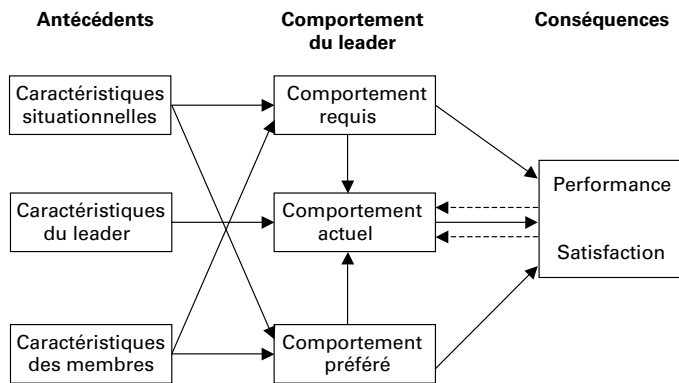 Antécédents
Comportement
du leader
Conséquences
Caractéristiques
situationnelles
Comportement
requis
Caractéristiques
du leader
Comportement
actuel
Performance
Satisfaction
Caractéristiques
des membres
Comportement
préféré